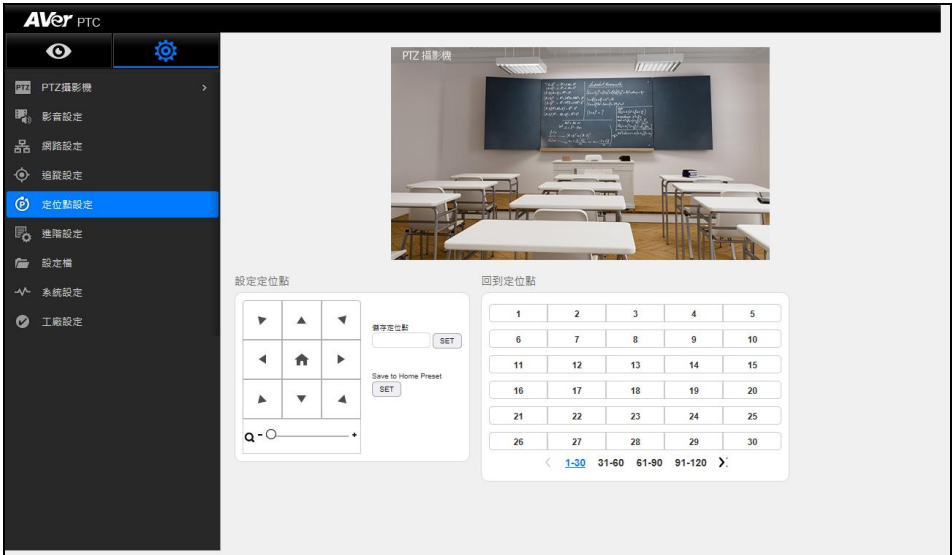 AVer PTC
PTZ PTZ攝影機
影音設定
網路設定
追蹤設定
定位點設定
進階設定
設定檔
系統設定
工廠設定
PTZ 攝影機
設定定位點
儲存定位點
SET
Save to Home Preset
SET
- +
回到定位點
1 2 3 4 5
6 7 8 9 10
11 12 13 14 15
16 17 18 19 20
21 22 23 24 25
26 27 28 29 30
1-30 31-60 61-90 91-120